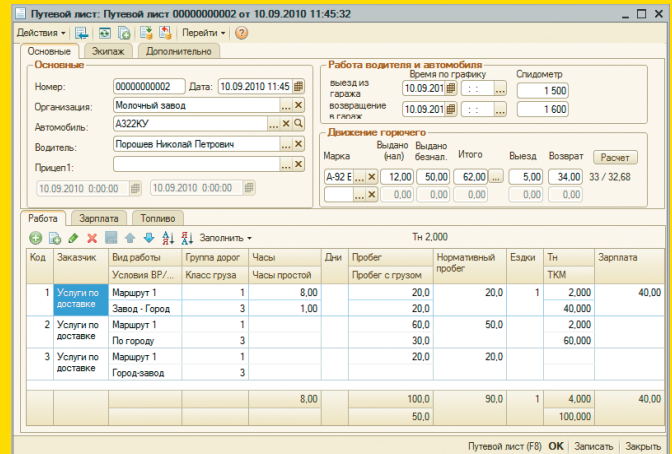 Путевой лист: Путевой лист 00000000002 от 10.09.2010 11:45:32
Действия Перейти
Основные Экипаж Дополнительно
Основные
Номер: 00000000002 Дата: 10.09.2010 11:45
Организация: Молочный завод ... X
Автомобиль: А322КУ ... X
Водитель: Порошев Николай Петрович ... X
Прицеп1: ... X
10.09.2010 0:00:00 10.09.2010 0:00:00
Работа водителя и автомобиля
Время по графику Спидометр
выезд из гаража 10.09.201 : : ... 1 500
возвращение в гараж 10.09.201 : : ... 1 600
Движение горючего
Марка Выдано (нал) Выдано безнал. Итого Выезд Возврат Расчет
А-92 Е ... X 12,00 50,00 62,00 ... 5,00 34,00 33 / 32,68
... X 0,00 0,00 0,00 0,00 0,00
Работа Зарплата Топливо
Заполнить Тн 2,000
Код Заказчик Вид работы Группа дорог Часы Дни Пробег Нормативный пробег Ездки Тн Зарплата
Условия ВР/... Класс груза Часы простой Пробег с грузом ТКМ
1 Услуги по доставке Маршрут 1 1 8,00 20,0 20,0 1 2,000 40,00
Завод - Город 3 1,00 20,0 40,000
2 Услуги по доставке Маршрут 1 1 60,0 50,0 2,000
По городу 3 30,0 60,000
3 Услуги по доставке Маршрут 1 1 20,0 20,0
Город-завод 3
8,00 100,0 90,0 1 4,000 40,00
50,0 100,000
Путевой лист (F8) OK Записать Закрыть